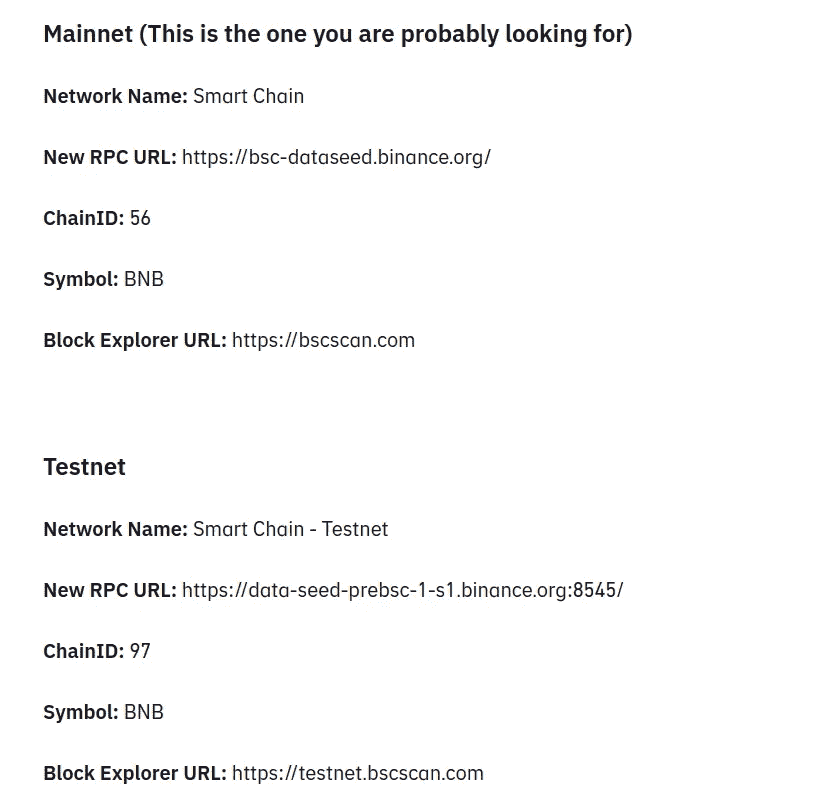 Mainnet (This is the one you are probably looking for)
Network Name: Smart Chain
New RPC URL: https://bsc-dataseed.binance.org/
ChainID: 56
Symbol: BNB
Block Explorer URL: https://bscscan.com
Testnet
Network Name: Smart Chain - Testnet
New RPC URL: https://data-seed-prebsc-1-s1.binance.org:8545/
ChainID: 97
Symbol: BNB
Block Explorer URL: https://testnet.bscscan.com